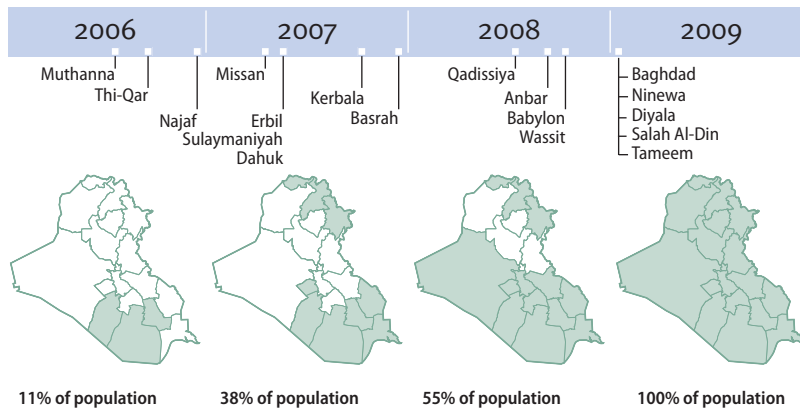 2006 2007 2008 2009
Muthanna
Thi-Qar
Najaf
Missan
Erbil
Sulaymaniyah
Dahuk
Kerbala
Basrah
Qadissiya
Anbar
Babylon
Wassit
Baghdad
Ninewa
Diyala
Salah Al-Din
Tameem
11% of population
38% of population
55% of population
100% of population